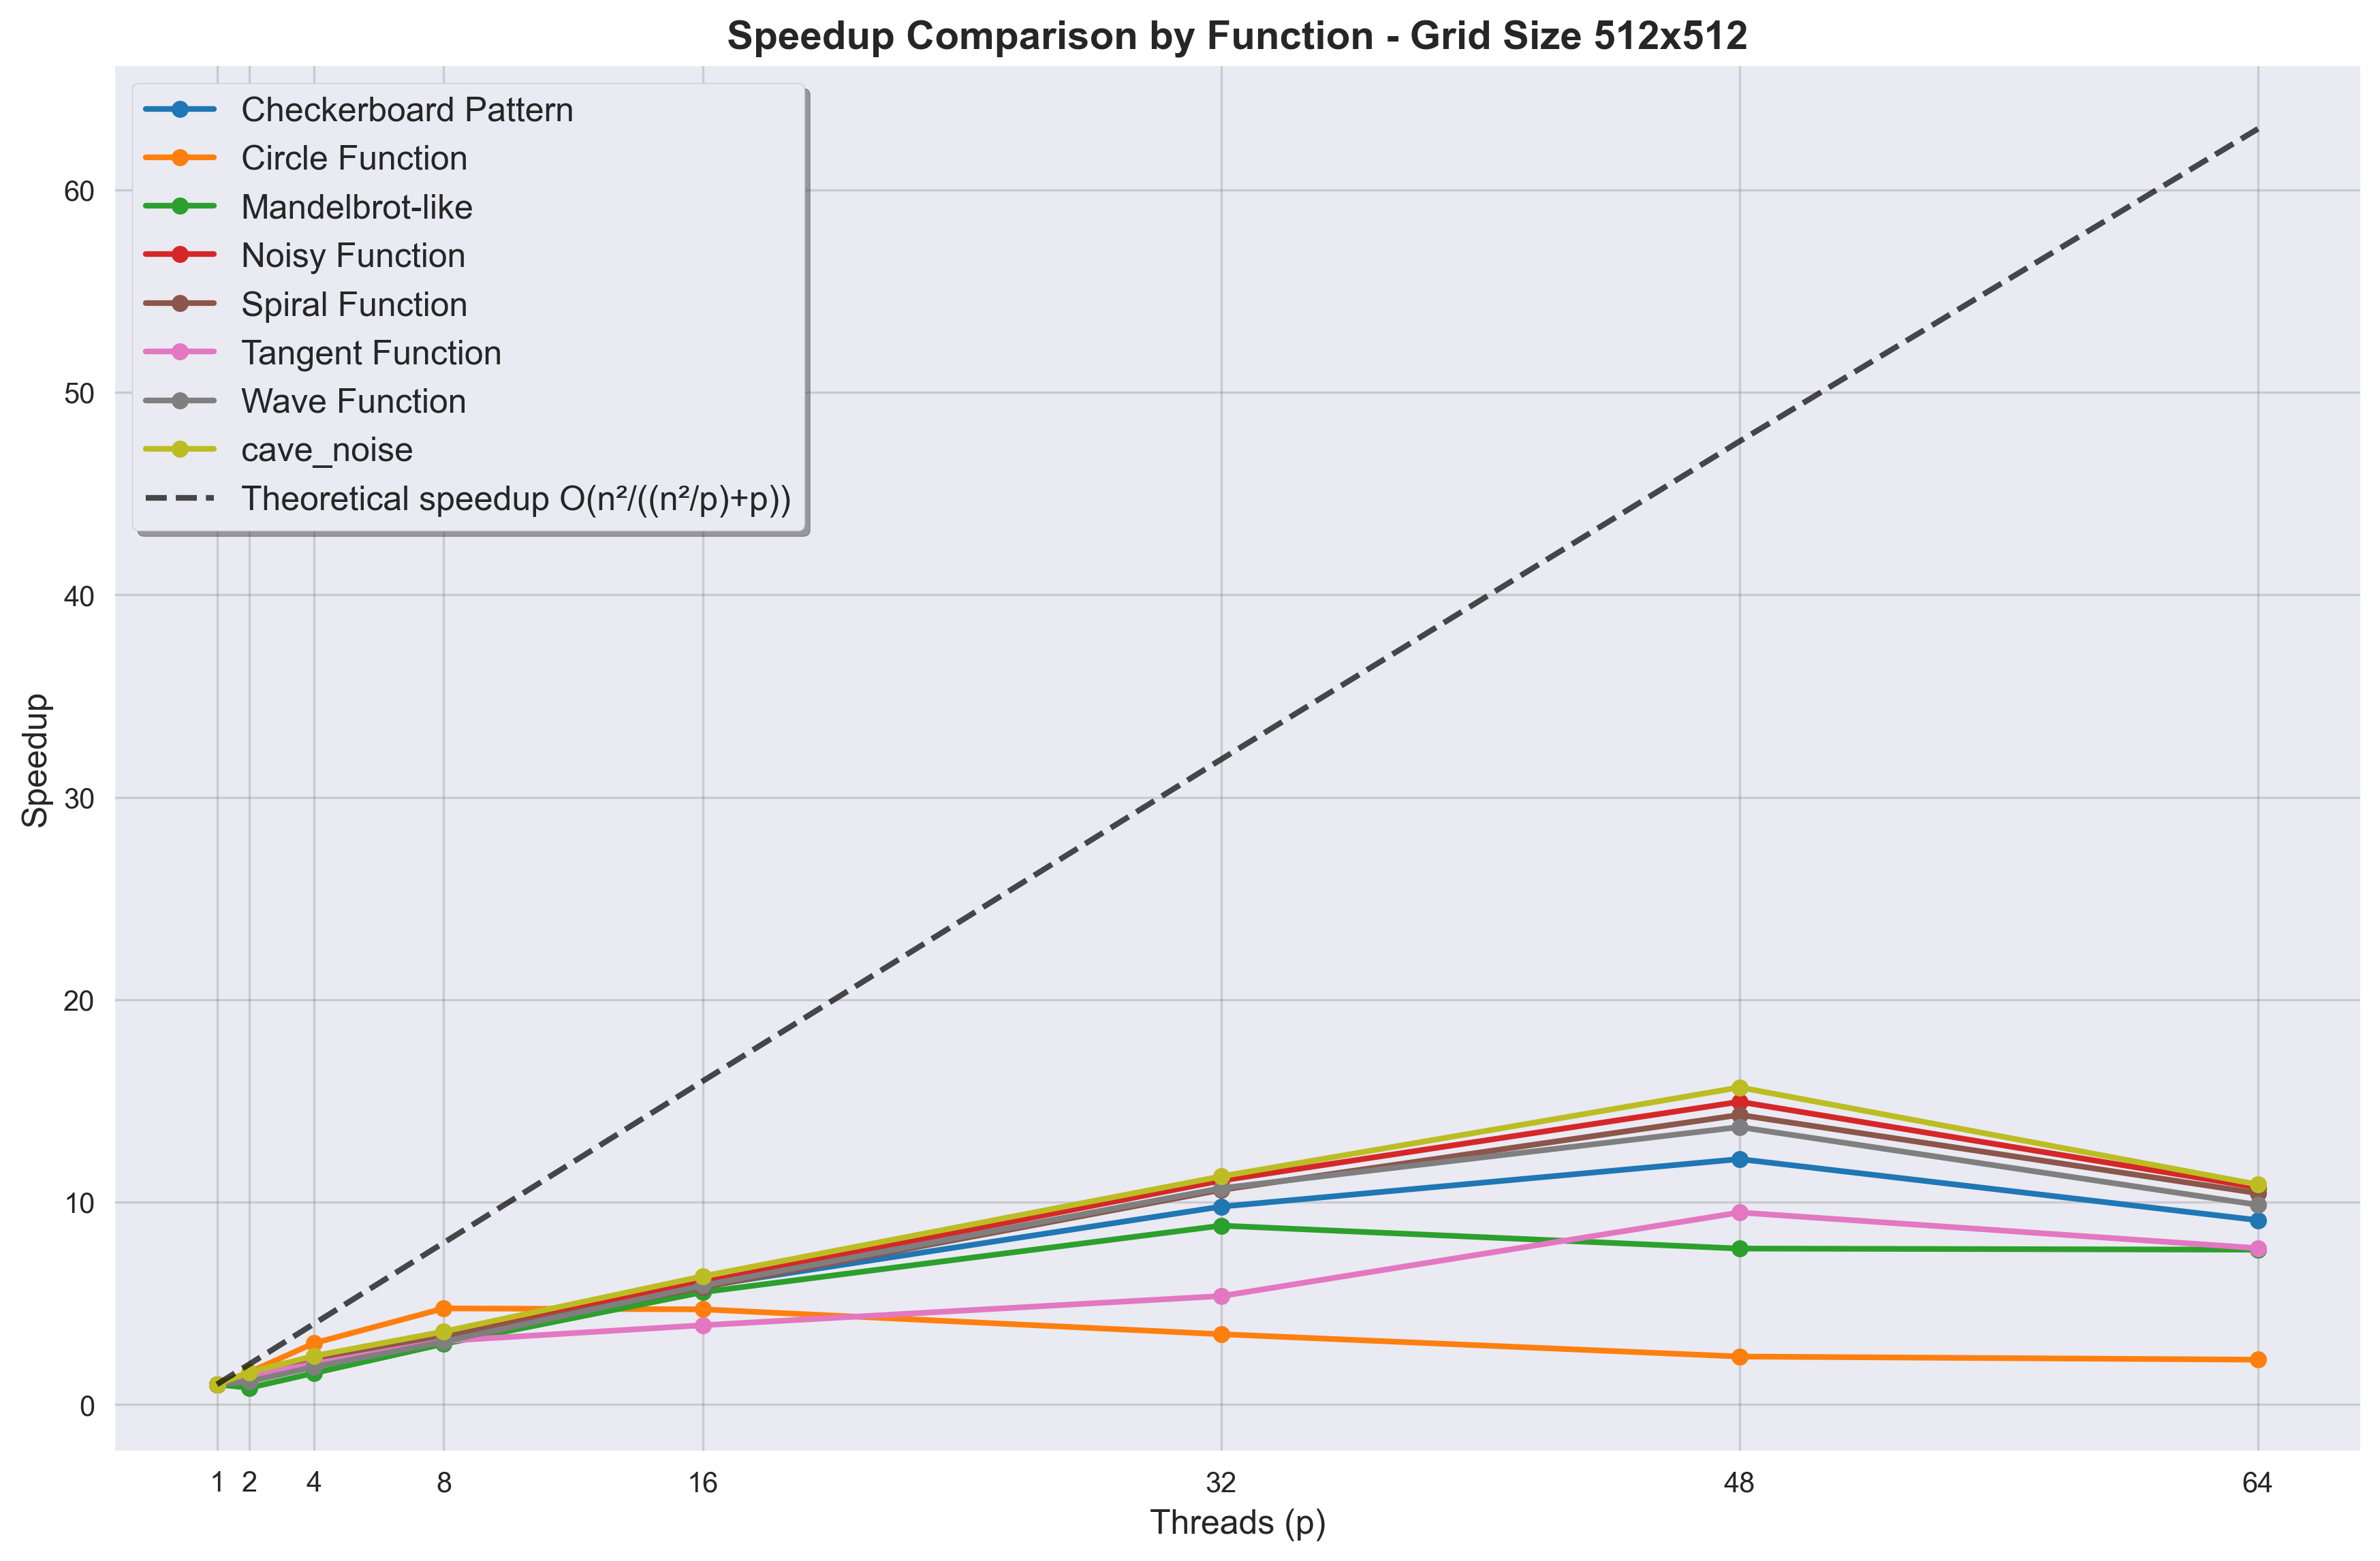 Speedup Comparison by Function - Grid Size 512x512
Checkerboard Pattern
Circle Function
Mandelbrot-like
Noisy Function
Spiral Function
Tangent Function
Wave Function
cave_noise
Theoretical speedup O(n²/((n²/p)+p))
Speedup
60
50
40
30
20
10
0
1 2 4 8 16 32 48 64
Threads (p)